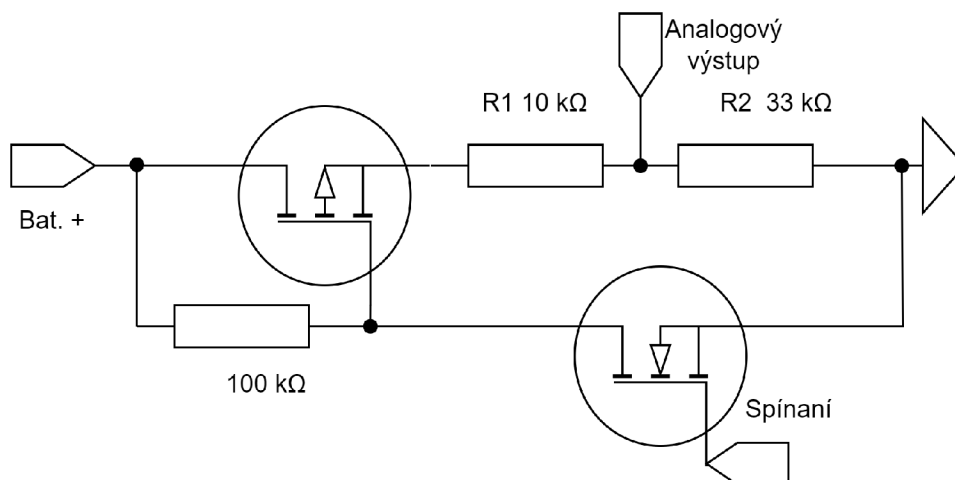 Analogový
výstup
R1 10 kΩ
R2 33 kΩ
Bat. +
100 kΩ
Spínaní